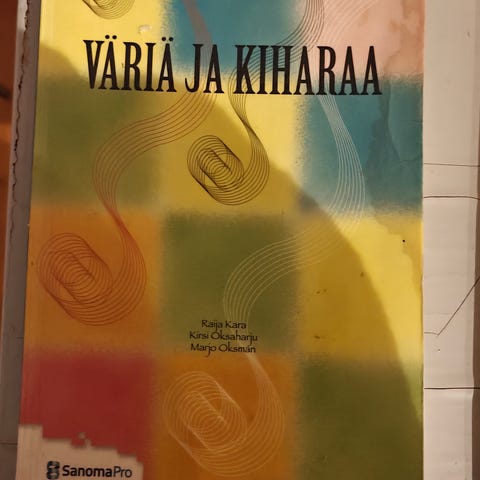 VÄRIÄ JA KIHARAA
Raija Kara
Kirsi Oksaharju
Marjo Oksman
SanomaPro